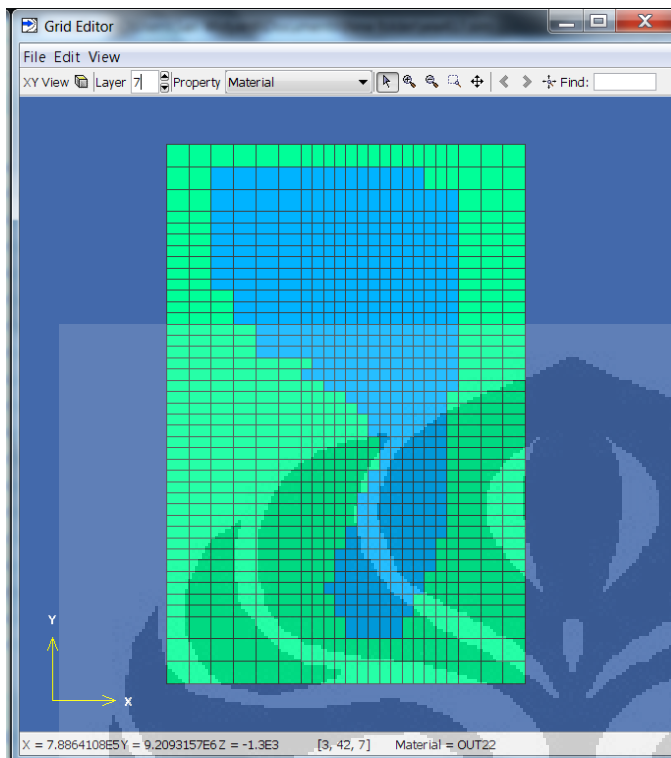 Grid Editor
File Edit View
XY View Layer 7 Property Material Find:
Y
X
X = 7.8864108E5Y = 9.2093157E6Z = -1.3E3 [3, 42, 7] Material = OUT22